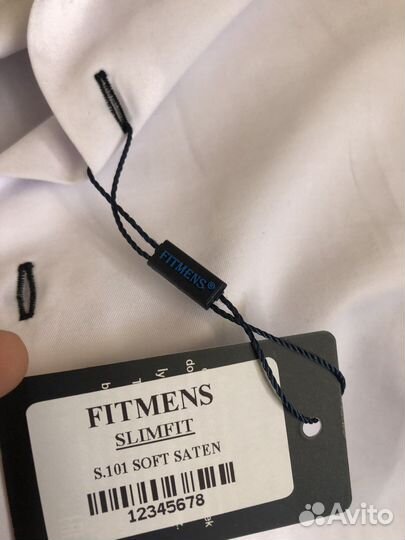 FITMENS®
FITMENS
SLIMFIT
S.101 SOFT SATEN
12345678
Avito